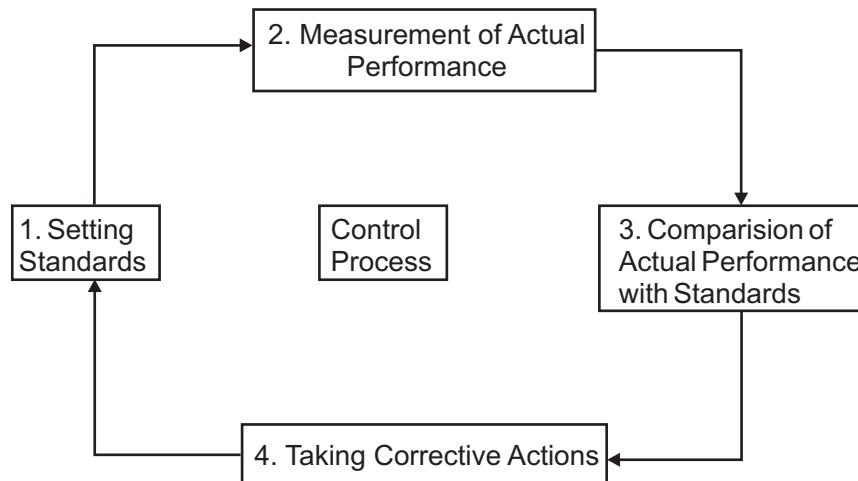 2. Measurement of Actual
Performance
1. Setting
Standards
Control
Process
3. Comparision of
Actual Performance
with Standards
4. Taking Corrective Actions